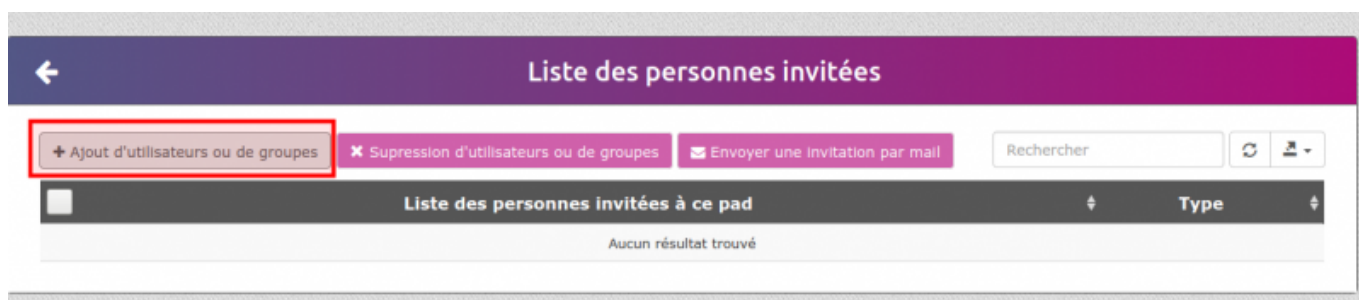 Liste des personnes invitées
+ Ajout d'utilisateurs ou de groupes
Supression d'utilisateurs ou de groupes
Envoyer une invitation par mail
Rechercher
Liste des personnes invitées à ce pad
Type
Aucun résultat trouvé